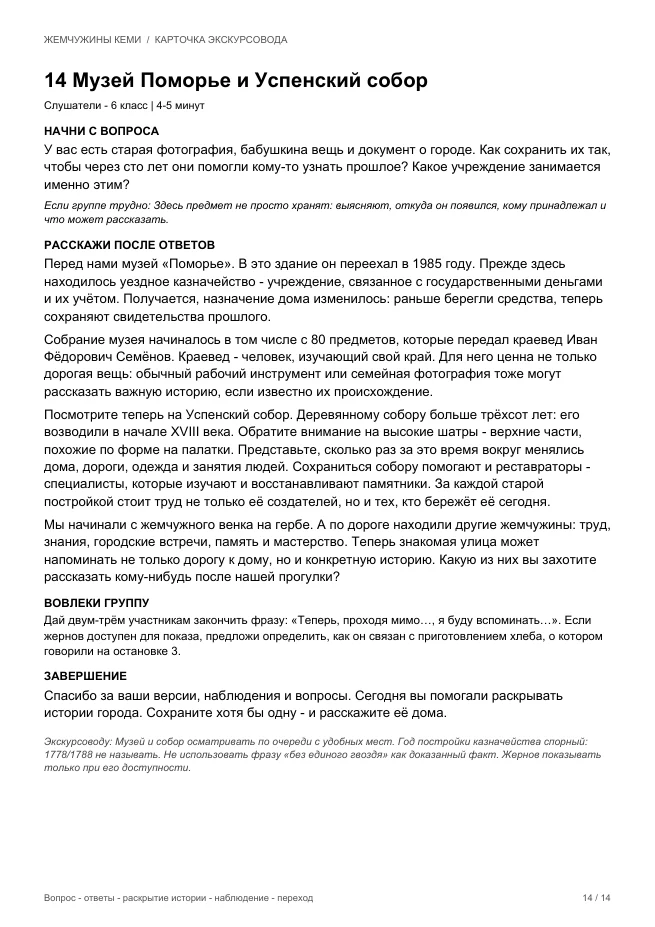 ЖЕМЧУЖИНЫ КЕМИ / КАРТОЧКА ЭКСКУРСОВОДА
14 Музей Поморье и Успенский собор
Слушатели - 6 класс | 4-5 минут
НАЧНИ С ВОПРОСА
У вас есть старая фотография, бабушкина вещь и документ о городе. Как сохранить их так,
чтобы через сто лет они помогли кому-то узнать прошлое? Какое учреждение занимается
именно этим?
Если группе трудно: Здесь предмет не просто хранят: выясняют, откуда он появился, кому принадлежал и
что может рассказать.
РАССКАЖИ ПОСЛЕ ОТВЕТОВ
Перед нами музей «Поморье». В это здание он переехал в 1985 году. Прежде здесь
находилось уездное казначейство - учреждение, связанное с государственными деньгами
и их учётом. Получается, назначение дома изменилось: раньше берегли средства, теперь
сохраняют свидетельства прошлого.
Собрание музея начиналось в том числе с 80 предметов, которые передал краевед Иван
Фёдорович Семёнов. Краевед - человек, изучающий свой край. Для него ценна не только
дорогая вещь: обычный рабочий инструмент или семейная фотография тоже могут
рассказать важную историю, если известно их происхождение.
Посмотрите теперь на Успенский собор. Деревянному собору больше трёхсот лет: его
возводили в начале XVIII века. Обратите внимание на высокие шатры - верхние части,
похожие по форме на палатки. Представьте, сколько раз за это время вокруг менялись
дома, дороги, одежда и занятия людей. Сохраниться собору помогают и реставраторы -
специалисты, которые изучают и восстанавливают памятники. За каждой старой
постройкой стоит труд не только её создателей, но и тех, кто бережёт её сегодня.
Мы начинали с жемчужного венка на гербе. А по дороге находили другие жемчужины: труд,
знания, городские встречи, память и мастерство. Теперь знакомая улица может
напоминать не только дорогу к дому, но и конкретную историю. Какую из них вы захотите
рассказать кому-нибудь после нашей прогулки?
ВОВЛЕКИ ГРУППУ
Дай двум-трём участникам закончить фразу: «Теперь, проходя мимо…, я буду вспоминать…». Если
жернов доступен для показа, предложи определить, как он связан с приготовлением хлеба, о котором
говорили на остановке 3.
ЗАВЕРШЕНИЕ
Спасибо за ваши версии, наблюдения и вопросы. Сегодня вы помогали раскрывать
истории города. Сохраните хотя бы одну - и расскажите её дома.
Экскурсоводу: Музей и собор осматривать по очереди с удобных мест. Год постройки казначейства спорный:
1778/1788 не называть. Не использовать фразу «без единого гвоздя» как доказанный факт. Жернов показывать
только при его доступности.
Вопрос - ответы - раскрытие истории - наблюдение - переход
14 / 14